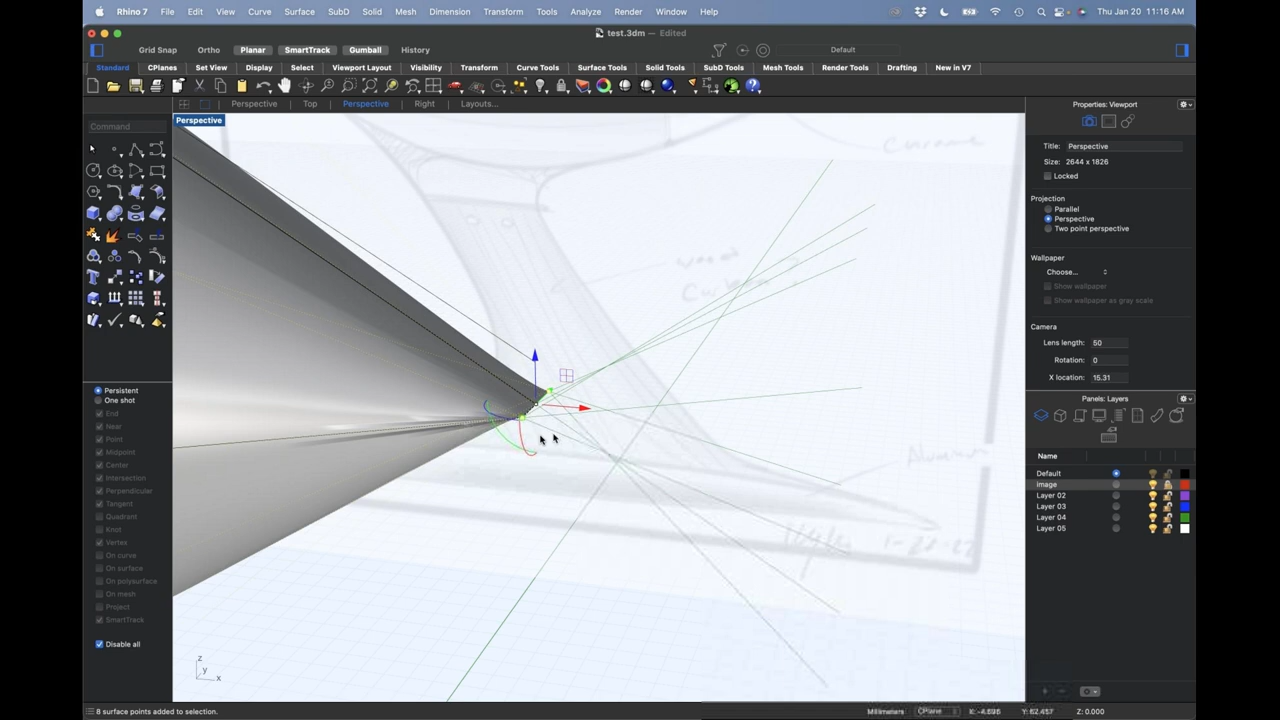 Rhino 7 File Edit View Curve Surface SubD Solid Mesh Dimension Transform Tools Analyze Render Window Help Thu Jan 20 11:16 AM
test.3dm — Edited
Grid Snap Ortho Planar SmartTrack Gumball History Default
Standard CPlanes Set View Display Select Viewport Layout Visibility Transform Curve Tools Surface Tools Solid Tools SubD Tools Mesh Tools Render Tools Drafting New in V7
Perspective Top Perspective Right Layouts...
Perspective
Command
Persistent
One shot
End
Near
Point
Midpoint
Center
Intersection
Perpendicular
Tangent
Quadrant
Knot
Vertex
On curve
On surface
On polysurface
On mesh
Project
SmartTrack
Disable all
z
y
x
Properties: Viewport
Title: Perspective
Size: 2644 x 1826
Locked
Projection
Parallel
Perspective
Two point perspective
Wallpaper
Choose...
Show wallpaper
Show wallpaper as gray scale
Camera
Lens length: 50
Rotation: 0
X location: 15.31
Panels: Layers
Name
Default
image
Layer 02
Layer 03
Layer 04
Layer 05
8 surface points added to selection. Millimeters CPlane X: -4.696 Y: 62.457 Z: 0.000